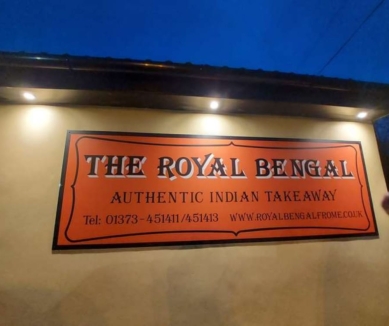 THE ROYAL BENGAL
AUTHENTIC INDIAN TAKEAWAY
Tel: 01373-451411/451413 WWW.ROYALBENGALFROME.CO.UK